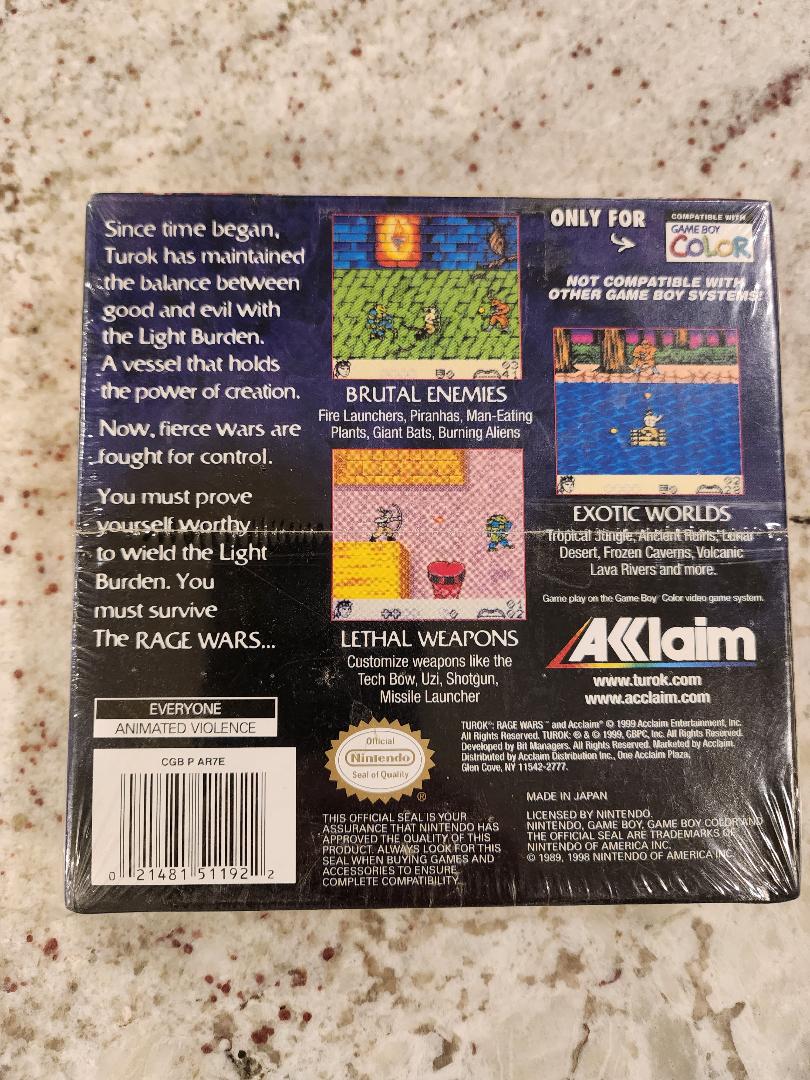 Since time began,
Turok has maintained
the balance between
good and evil with
the Light Burden.
A vessel that holds
the power of creation.
Now, fierce wars are
fought for control.
You must prove
yourself worthy
to wield the Light
Burden. You
must survive
The RAGE WARS...
EVERYONE
ANIMATED VIOLENCE
CGB P AR7E
0 21481 51192 2
BRUTAL ENEMIES
Fire Launchers, Piranhas, Man-Eating
Plants, Giant Bats, Burning Aliens
LETHAL WEAPONS
Customize weapons like the
Tech Bow, Uzi, Shotgun,
Missile Launcher
Official
Nintendo
Seal of Quality
®
THIS OFFICIAL SEAL IS YOUR
ASSURANCE THAT NINTENDO HAS
APPROVED THE QUALITY OF THIS
PRODUCT. ALWAYS LOOK FOR THIS
SEAL WHEN BUYING GAMES AND
ACCESSORIES TO ENSURE
COMPLETE COMPATIBILITY.
ONLY FOR
COMPATIBLE WITH
GAME BOY
COLOR
NOT COMPATIBLE WITH
OTHER GAME BOY SYSTEMS!
EXOTIC WORLDS
Tropical Jungle, Ancient Ruins, Lunar
Desert, Frozen Caverns, Volcanic
Lava Rivers and more.
Game play on the Game Boy Color video game system.
AKKlaim
www.turok.com
www.acclaim.com
TUROK®: RAGE WARS™ and Acclaim® © 1999 Acclaim Entertainment, Inc.
All Rights Reserved. TUROK: ® & © 1999, GBPC, Inc. All Rights Reserved.
Developed by Bit Managers. All Rights Reserved. Marketed by Acclaim.
Distributed by Acclaim Distribution Inc., One Acclaim Plaza,
Glen Cove, NY 11542-2777.
MADE IN JAPAN
LICENSED BY NINTENDO.
NINTENDO, GAME BOY, GAME BOY COLOR AND
THE OFFICIAL SEAL ARE TRADEMARKS OF
NINTENDO OF AMERICA INC.
© 1989, 1998 NINTENDO OF AMERICA INC.